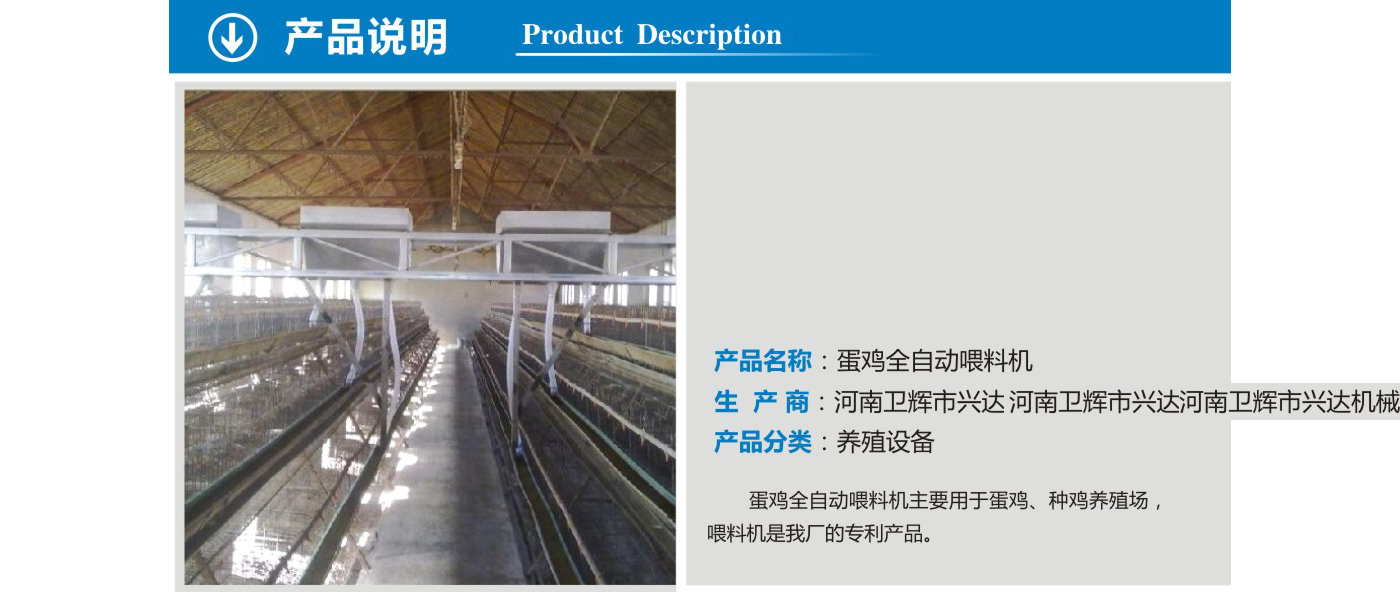 产品说明 Product Description
产品名称：蛋鸡全自动喂料机
生产商：河南卫辉市兴达 河南卫辉市兴达河南卫辉市兴达机械
产品分类：养殖设备
蛋鸡全自动喂料机主要用于蛋鸡、种鸡养殖场，
喂料机是我厂的专利产品。